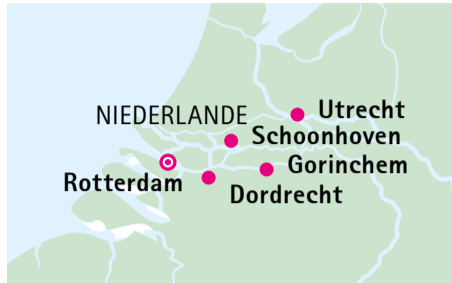 Utrecht
NIEDERLANDE
Schoonhoven
Gorinchem
Rotterdam
Dordrecht